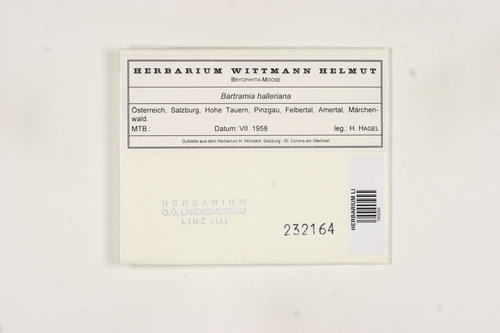 HERBARIUM WITTMANN HELMUT
BRYOPHYTA-MOOSE
Bartramia halleriana
Österreich, Salzburg, Hohe Tauern, Pinzgau, Felbertal, Amertal, Märchen-
wald.
MTB.: Datum: VII. 1958 leg.: H. HAGEL
Dublette aus dem Herbarium H. WAGNER, Salzburg - St. Corona am Wechsel
HERBARIUM
O.Ö. LANDESMUSEUM
LINZ (LI)
232164
HERBARIUM LI